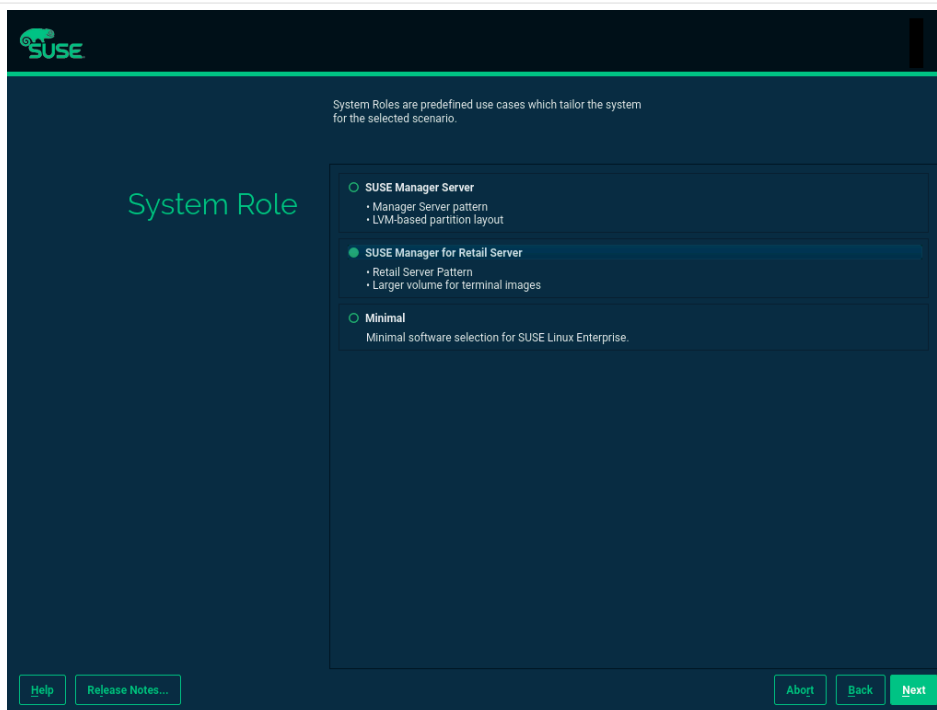 SUSE
System Roles are predefined use cases which tailor the system
for the selected scenario.
System Role
SUSE Manager Server
• Manager Server pattern
• LVM-based partition layout
SUSE Manager for Retail Server
• Retail Server Pattern
• Larger volume for terminal images
Minimal
Minimal software selection for SUSE Linux Enterprise.
Help
Release Notes...
Abort
Back
Next